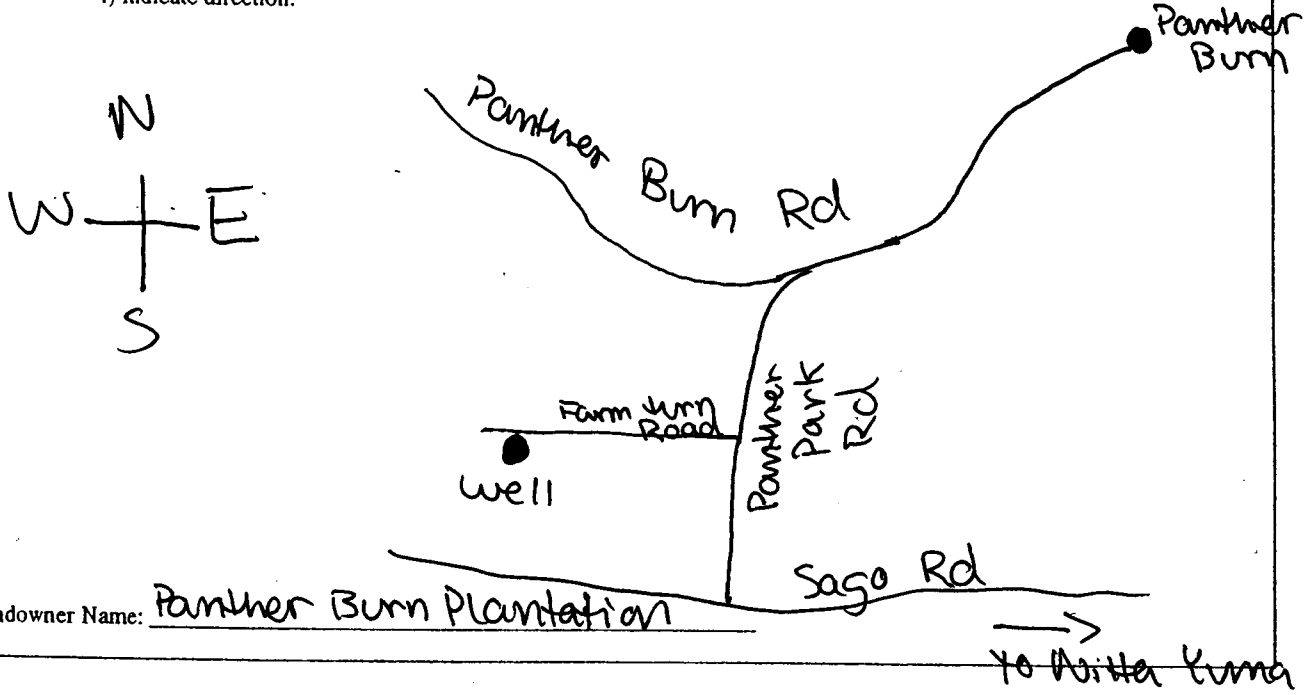 4) Indicate direction.
Panther
Burn
N
W E
S
Panther Burn Rd
Farm turn
Road
Panther
Park
Rd
Well
Sago Rd
ndowner Name: Panther Burn Plantation
To Nitta Yuma